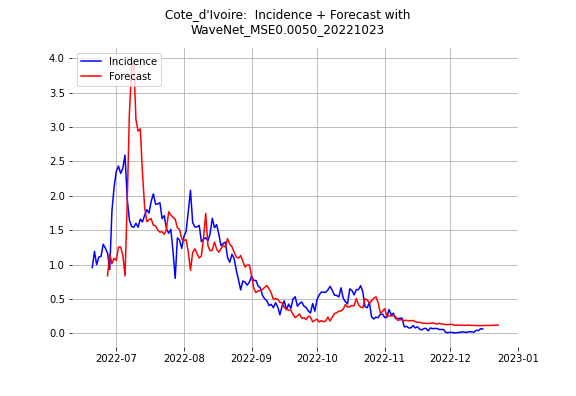 Cote_d'Ivoire:  Incidence + Forecast with
WaveNet_MSE0.0050_20221023
Incidence
Forecast
4.0
3.5
3.0
2.5
2.0
1.5
1.0
0.5
0.0
2022-07 2022-08 2022-09 2022-10 2022-11 2022-12 2023-01